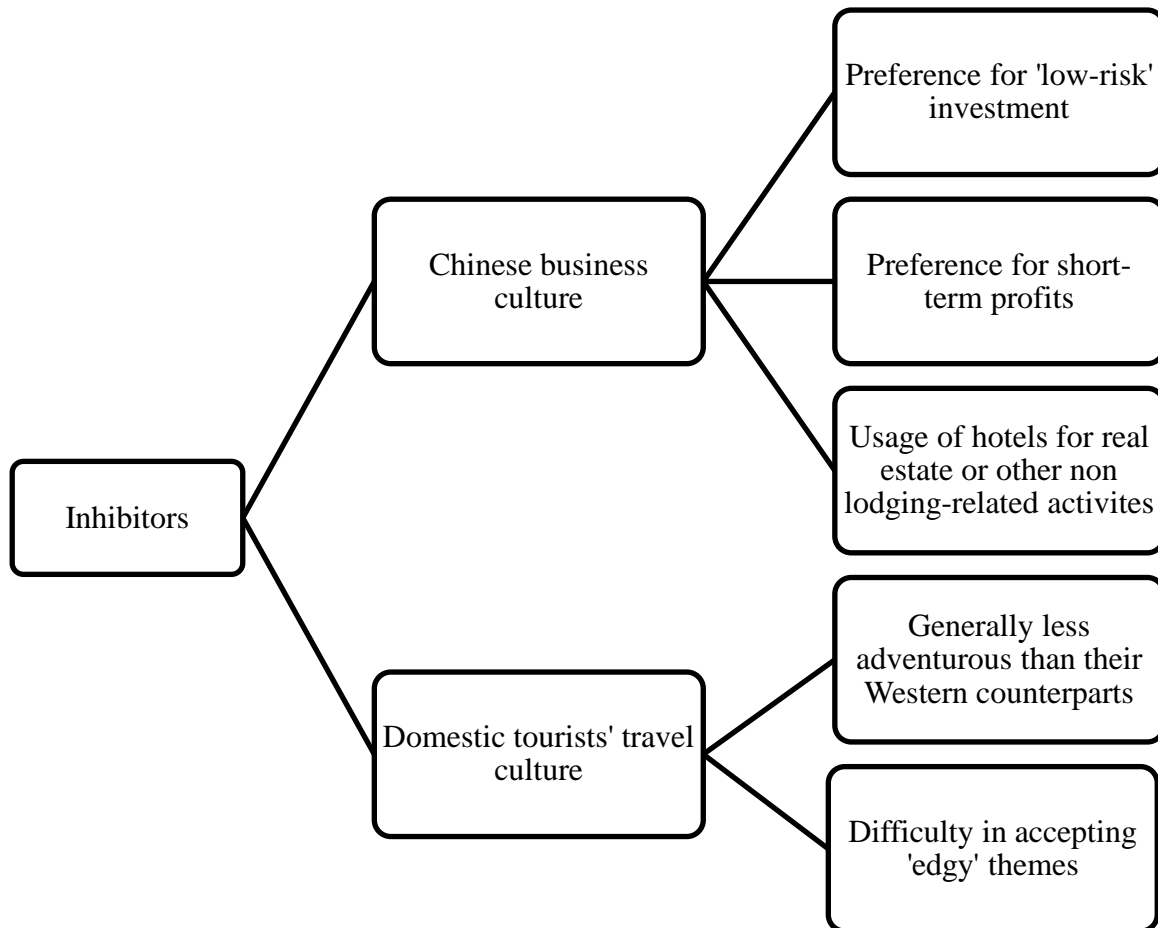 Inhibitors
Chinese business
culture
Preference for 'low-risk'
investment
Preference for short-
term profits
Usage of hotels for real
estate or other non
lodging-related activites
Domestic tourists' travel
culture
Generally less
adventurous than their
Western counterparts
Difficulty in accepting
'edgy' themes